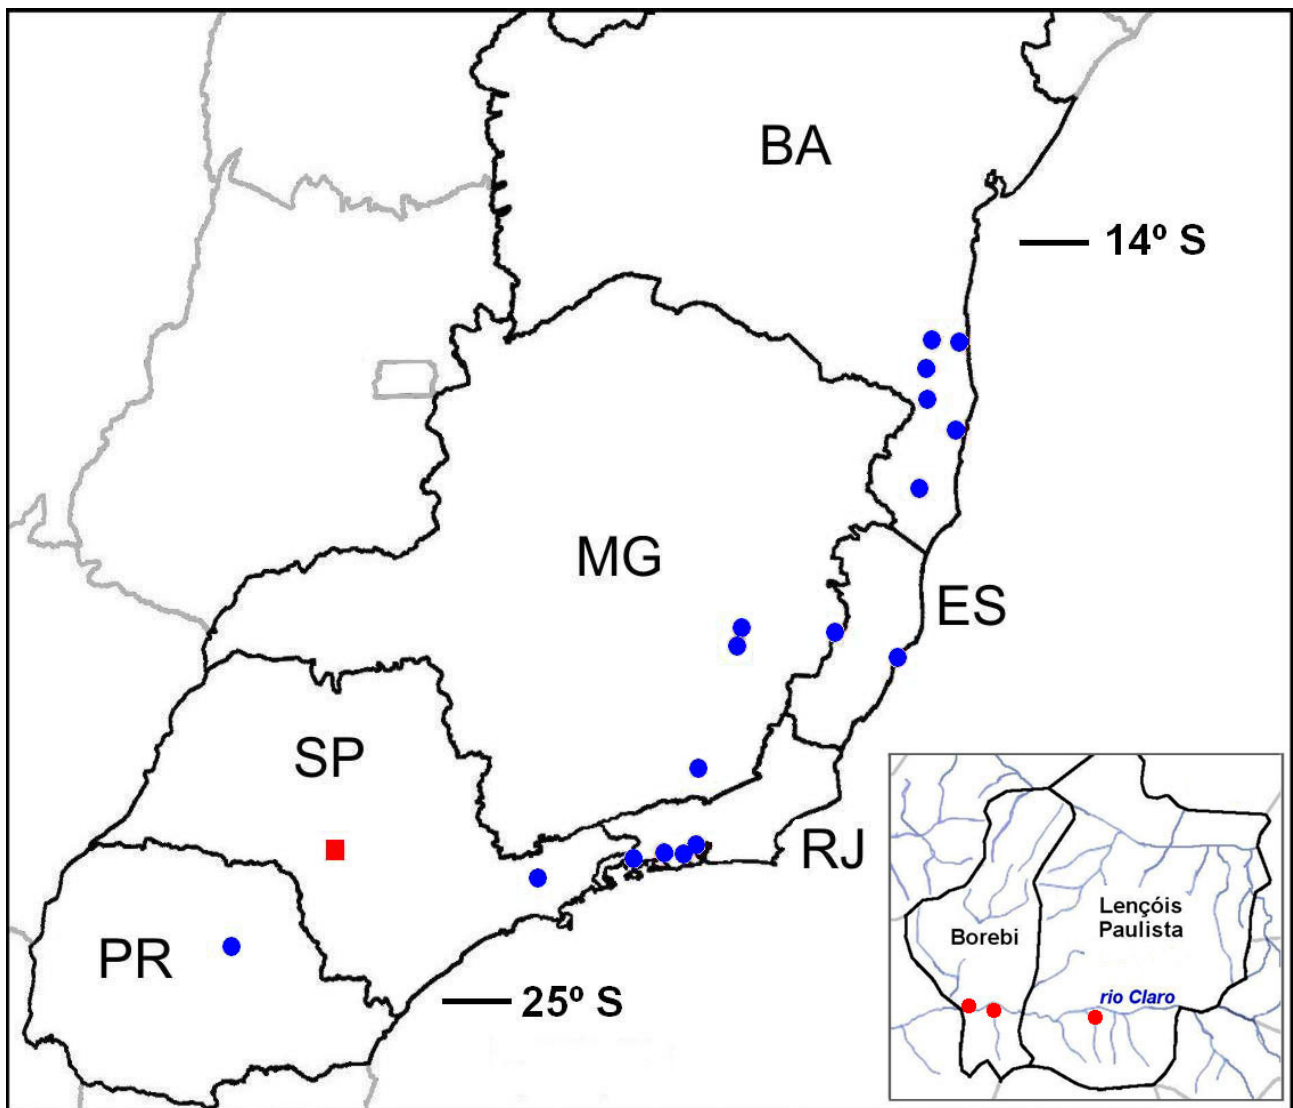 BA
14º S
MG
ES
SP
RJ
PR
25º S
Lençóis
Paulista
Borebi
rio Claro